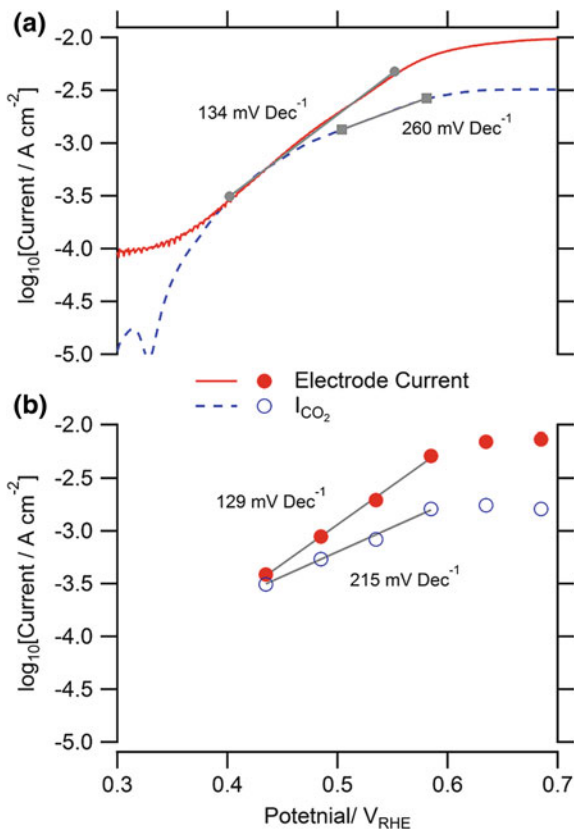 (a)
-2.0
-2.5
-3.0
-3.5
-4.0
-4.5
-5.0
log₁₀[Current / A cm⁻²]
134 mV Dec⁻¹
260 mV Dec⁻¹
Electrode Current
I_CO₂
(b)
-2.0
-2.5
-3.0
-3.5
-4.0
-4.5
-5.0
log₁₀[Current / A cm⁻²]
129 mV Dec⁻¹
215 mV Dec⁻¹
0.3 0.4 0.5 0.6 0.7
Potetnial/ V_RHE